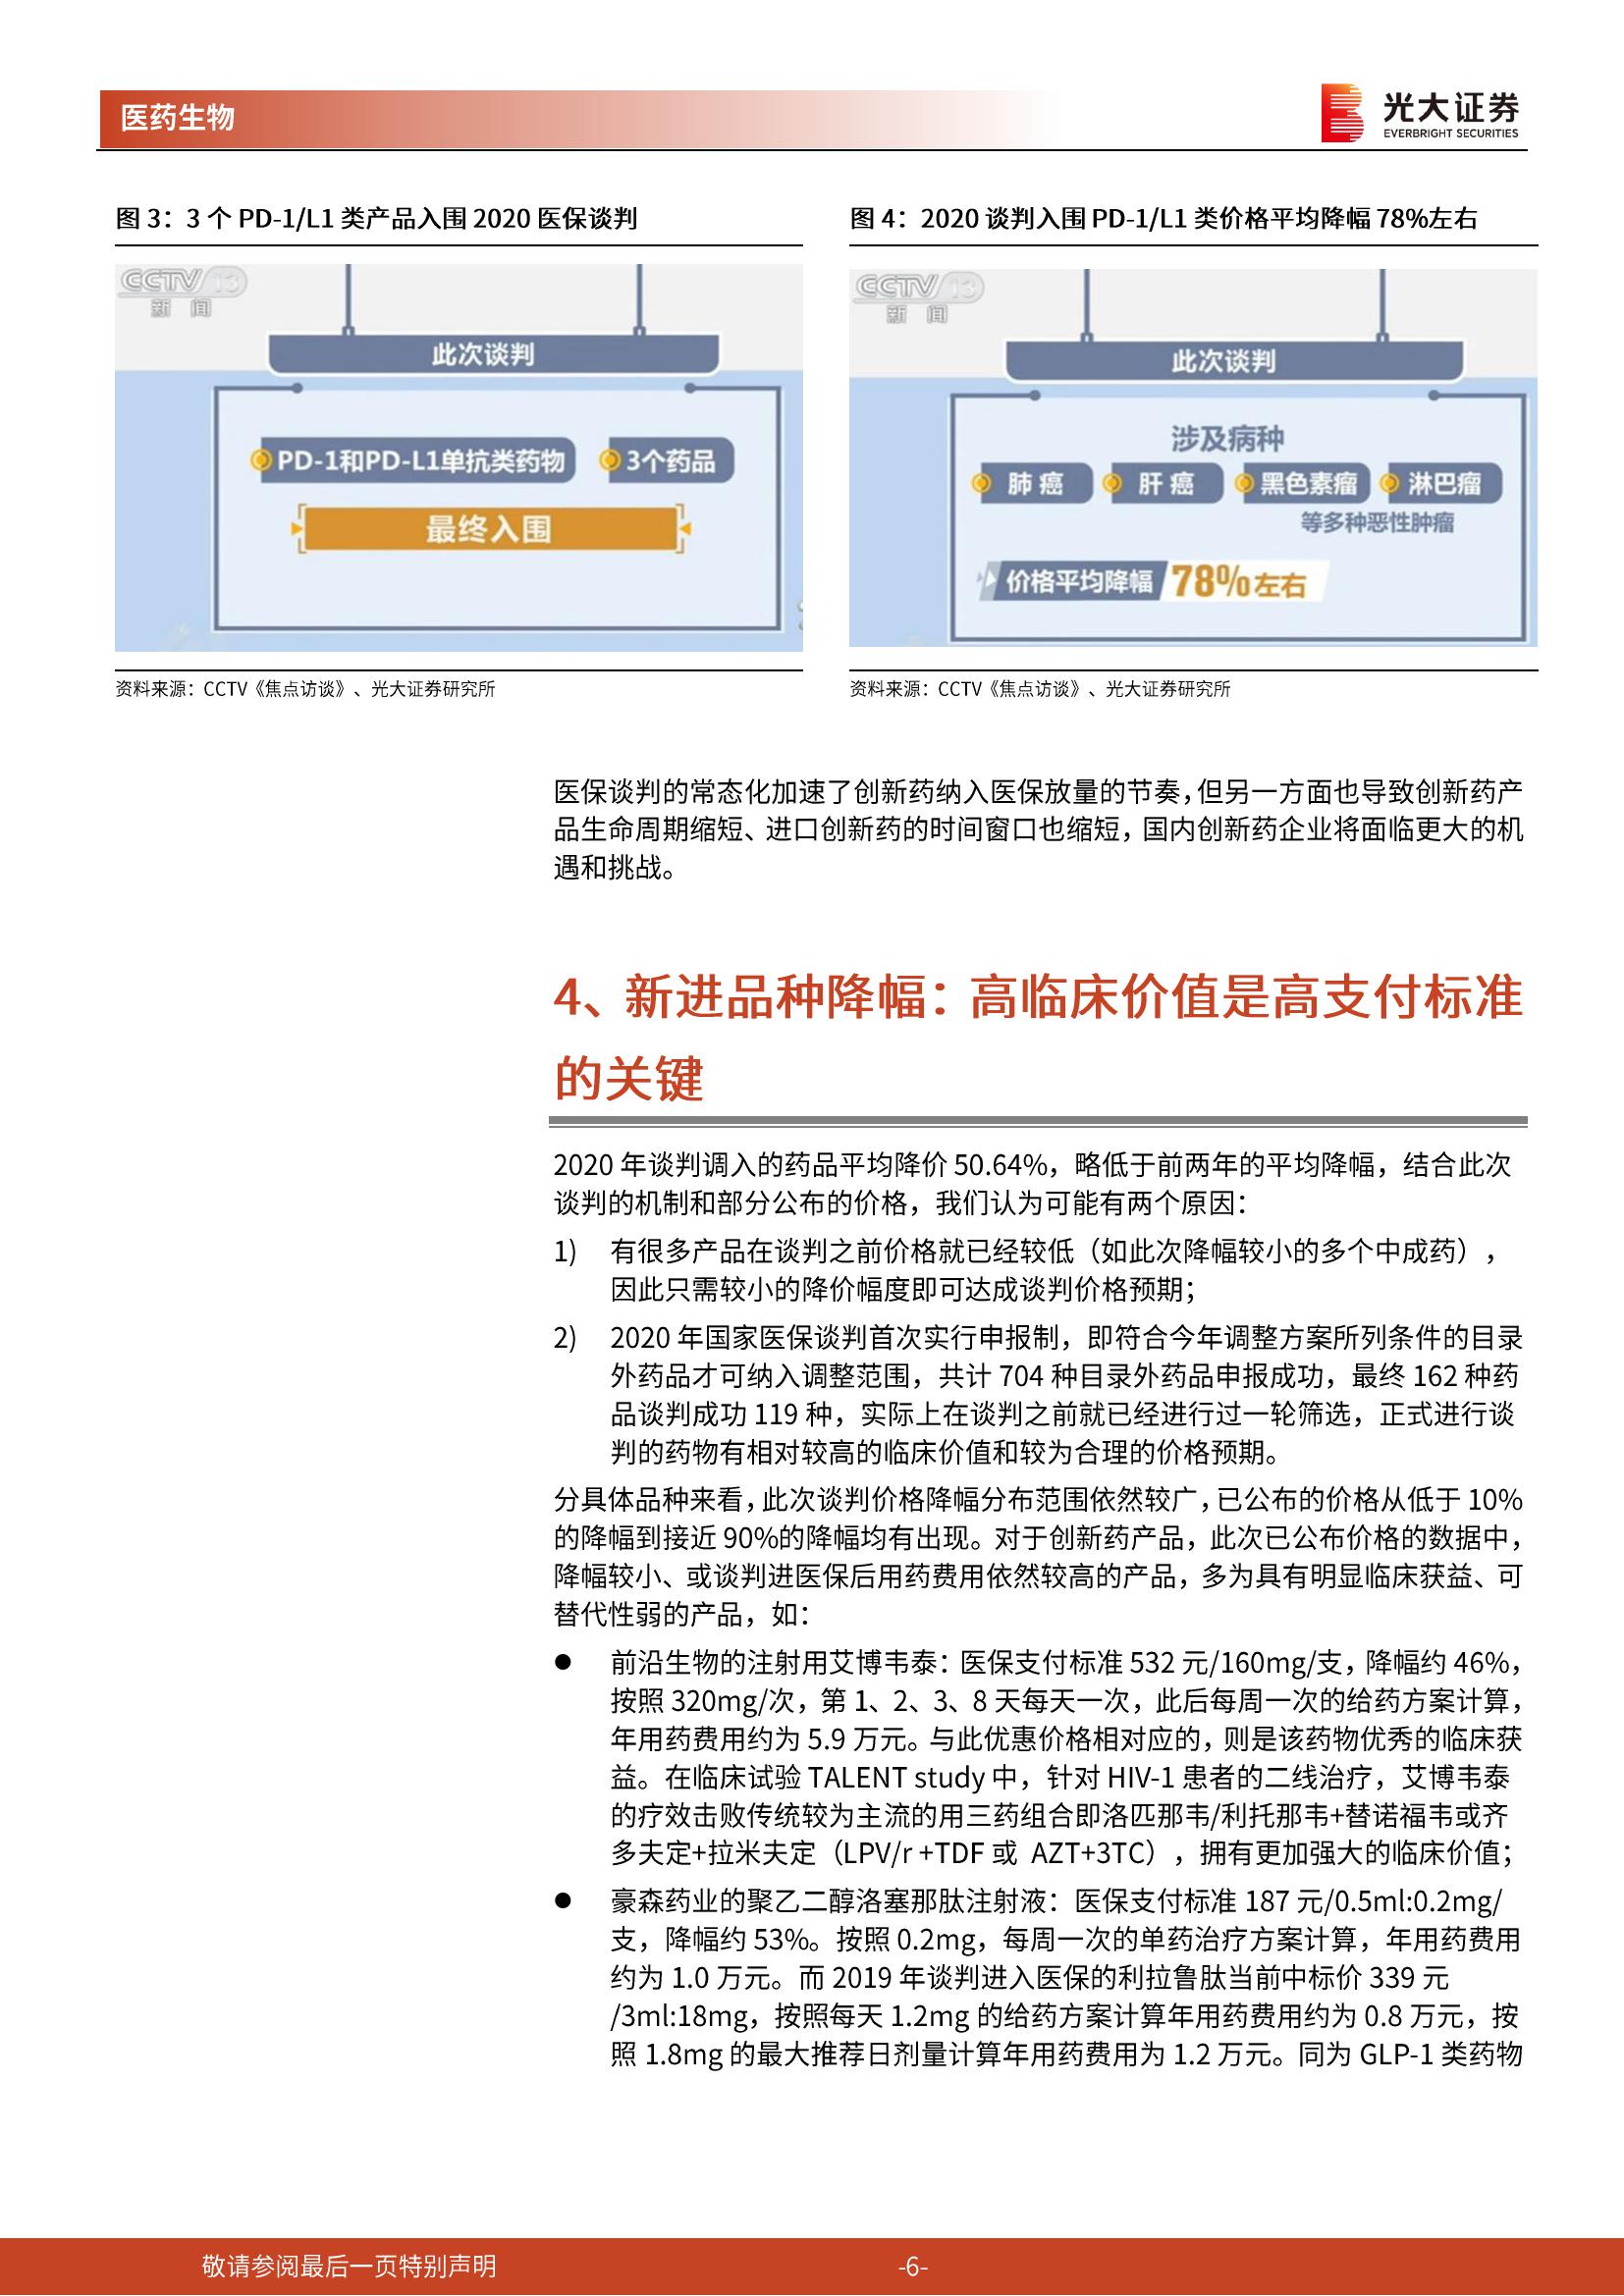 医药生物
光大证券
EVERBRIGHT SECURITIES
图 3：3 个 PD-1/L1 类产品入围 2020 医保谈判
CCTV 13
新 闻
此次谈判
PD-1和PD-L1单抗类药物
3个药品
最终入围
资料来源：CCTV《焦点访谈》、光大证券研究所
图 4：2020 谈判入围 PD-1/L1 类价格平均降幅 78%左右
CCTV 13
新 闻
此次谈判
涉及病种
肺 癌
肝 癌
黑色素瘤
淋巴瘤
等多种恶性肿瘤
价格平均降幅 78%左右
资料来源：CCTV《焦点访谈》、光大证券研究所
医保谈判的常态化加速了创新药纳入医保放量的节奏，但另一方面也导致创新药产
品生命周期缩短、进口创新药的时间窗口也缩短，国内创新药企业将面临更大的机
遇和挑战。
4、新进品种降幅：高临床价值是高支付标准
的关键
2020 年谈判调入的药品平均降价 50.64%，略低于前两年的平均降幅，结合此次
谈判的机制和部分公布的价格，我们认为可能有两个原因：
1) 有很多产品在谈判之前价格就已经较低（如此次降幅较小的多个中成药），
因此只需较小的降价幅度即可达成谈判价格预期；
2) 2020 年国家医保谈判首次实行申报制，即符合今年调整方案所列条件的目录
外药品才可纳入调整范围，共计 704 种目录外药品申报成功，最终 162 种药
品谈判成功 119 种，实际上在谈判之前就已经进行过一轮筛选，正式进行谈
判的药物有相对较高的临床价值和较为合理的价格预期。
分具体品种来看，此次谈判价格降幅分布范围依然较广，已公布的价格从低于 10%
的降幅到接近 90%的降幅均有出现。对于创新药产品，此次已公布价格的数据中，
降幅较小、或谈判进医保后用药费用依然较高的产品，多为具有明显临床获益、可
替代性弱的产品，如：
● 前沿生物的注射用艾博韦泰：医保支付标准 532 元/160mg/支，降幅约 46%，
按照 320mg/次，第 1、2、3、8 天每天一次，此后每周一次的给药方案计算，
年用药费用约为 5.9 万元。与此优惠价格相对应的，则是该药物优秀的临床获
益。在临床试验 TALENT study 中，针对 HIV-1 患者的二线治疗，艾博韦泰
的疗效击败传统较为主流的用三药组合即洛匹那韦/利托那韦+替诺福韦或齐
多夫定+拉米夫定（LPV/r +TDF 或 AZT+3TC），拥有更加强大的临床价值；
● 豪森药业的聚乙二醇洛塞那肽注射液：医保支付标准 187 元/0.5ml:0.2mg/
支，降幅约 53%。按照 0.2mg，每周一次的单药治疗方案计算，年用药费用
约为 1.0 万元。而 2019 年谈判进入医保的利拉鲁肽当前中标价 339 元
/3ml:18mg，按照每天 1.2mg 的给药方案计算年用药费用约为 0.8 万元，按
照 1.8mg 的最大推荐日剂量计算年用药费用为 1.2 万元。同为 GLP-1 类药物
敬请参阅最后一页特别声明
-6-